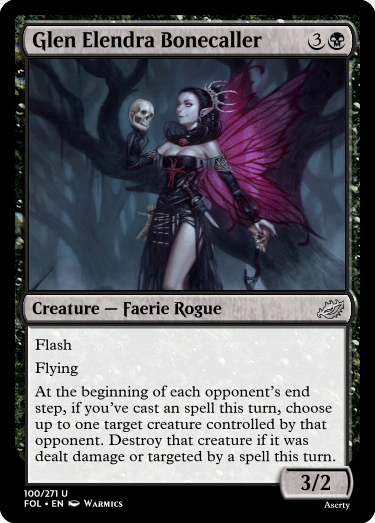 Glen Elendra Bonecaller 3
Creature — Faerie Rogue
Flash
Flying
At the beginning of each opponent's end
step, if you've cast an spell this turn, choose
up to one target creature controlled by that
opponent. Destroy that creature if it was
dealt damage or targeted by a spell this turn.
3/2
100/271 U
FOL • EN Warmics
Aserty